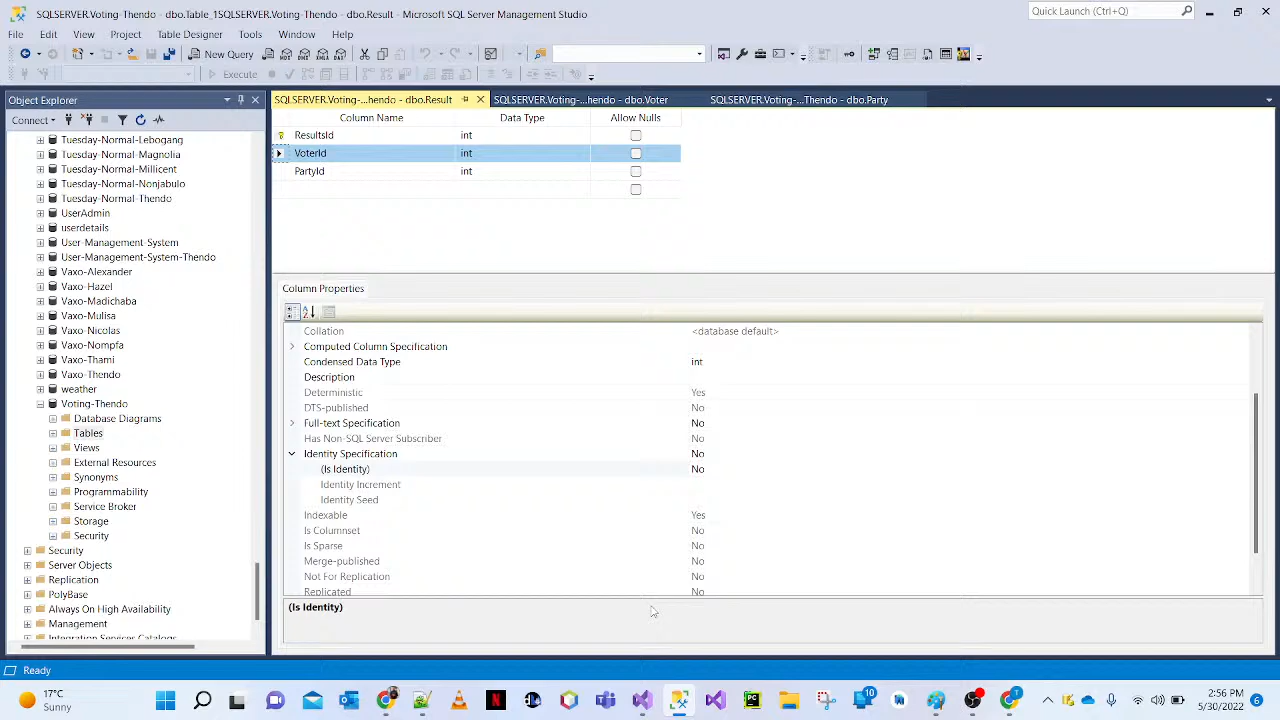 SQLSERVER.Voting-Thendo - dbo.Table_1SQLSERVER.Voting-Thendo - dbo.Result - Microsoft SQL Server Management Studio
Quick Launch (Ctrl+Q)
File Edit View Project Table Designer Tools Window Help
New Query
Execute
Object Explorer
SQLSERVER.Voting-...hendo - dbo.Result
SQLSERVER.Voting-...hendo - dbo.Voter
SQLSERVER.Voting-...Thendo - dbo.Party
Connect
Tuesday-Normal-Lebogang
Tuesday-Normal-Magnolia
Tuesday-Normal-Millicent
Tuesday-Normal-Nonjabulo
Tuesday-Normal-Thendo
UserAdmin
userdetails
User-Management-System
User-Management-System-Thendo
Vaxo-Alexander
Vaxo-Hazel
Vaxo-Madichaba
Vaxo-Mulisa
Vaxo-Nicolas
Vaxo-Nompfa
Vaxo-Thami
Vaxo-Thendo
weather
Voting-Thendo
Database Diagrams
Tables
Views
External Resources
Synonyms
Programmability
Service Broker
Storage
Security
Security
Server Objects
Replication
PolyBase
Always On High Availability
Management
Integration Services Catalogs
Column Name Data Type Allow Nulls
ResultsId int
VoterId int
PartyId int
Column Properties
Collation <database default>
Computed Column Specification
Condensed Data Type int
Description
Deterministic Yes
DTS-published No
Full-text Specification No
Has Non-SQL Server Subscriber No
Identity Specification No
(Is Identity) No
Identity Increment
Identity Seed
Indexable Yes
Is Columnset No
Is Sparse No
Merge-published No
Not For Replication No
Replicated No
(Is Identity)
Ready
17°C
Sunny
10
2:56 PM
5/30/2022
6